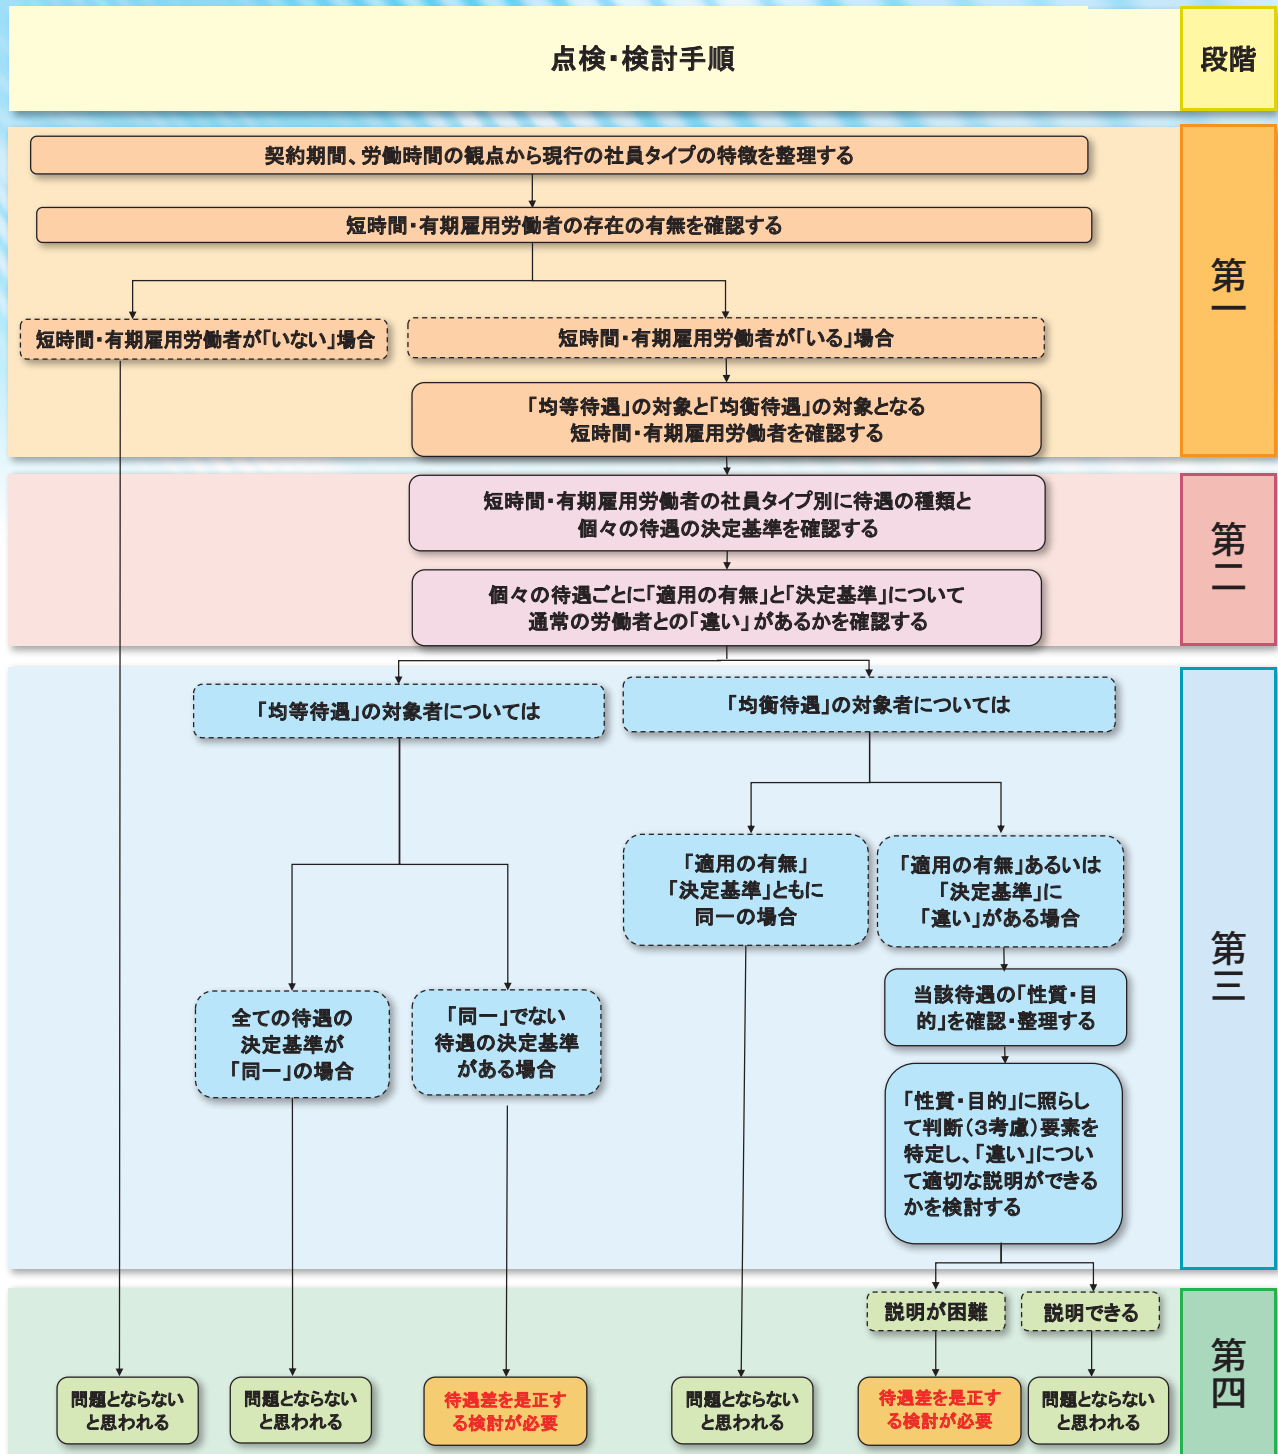 点検・検討手順
段階
契約期間、労働時間の観点から現行の社員タイプの特徴を整理する
短時間・有期雇用労働者の存在の有無を確認する
短時間・有期雇用労働者が「いない」場合
短時間・有期雇用労働者が「いる」場合
「均等待遇」の対象と「均衡待遇」の対象となる
短時間・有期雇用労働者を確認する
第一
短時間・有期雇用労働者の社員タイプ別に待遇の種類と
個々の待遇の決定基準を確認する
個々の待遇ごとに「適用の有無」と「決定基準」について
通常の労働者との「違い」があるかを確認する
第二
「均等待遇」の対象者については
「均衡待遇」の対象者については
「適用の有無」
「決定基準」ともに
同一の場合
「適用の有無」あるいは
「決定基準」に
「違い」がある場合
全ての待遇の
決定基準が
「同一」の場合
「同一」でない
待遇の決定基準
がある場合
当該待遇の「性質・目
的」を確認・整理する
「性質・目的」に照らし
て判断（３考慮）要素を
特定し、「違い」につい
て適切な説明ができる
かを検討する
第三
説明が困難
説明できる
問題とならない
と思われる
問題とならない
と思われる
待遇差を是正す
る検討が必要
問題とならない
と思われる
待遇差を是正す
る検討が必要
問題とならない
と思われる
第四